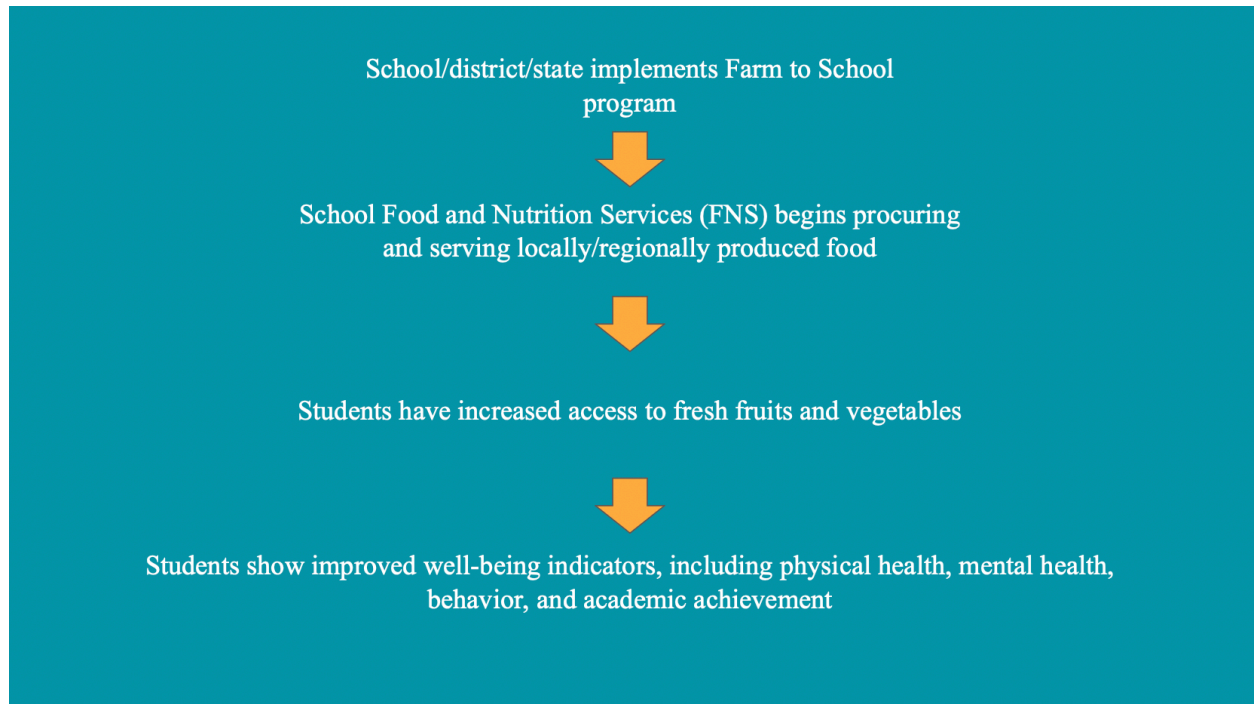 School/district/state implements Farm to School
program
School Food and Nutrition Services (FNS) begins procuring
and serving locally/regionally produced food
Students have increased access to fresh fruits and vegetables
Students show improved well-being indicators, including physical health, mental health,
behavior, and academic achievement